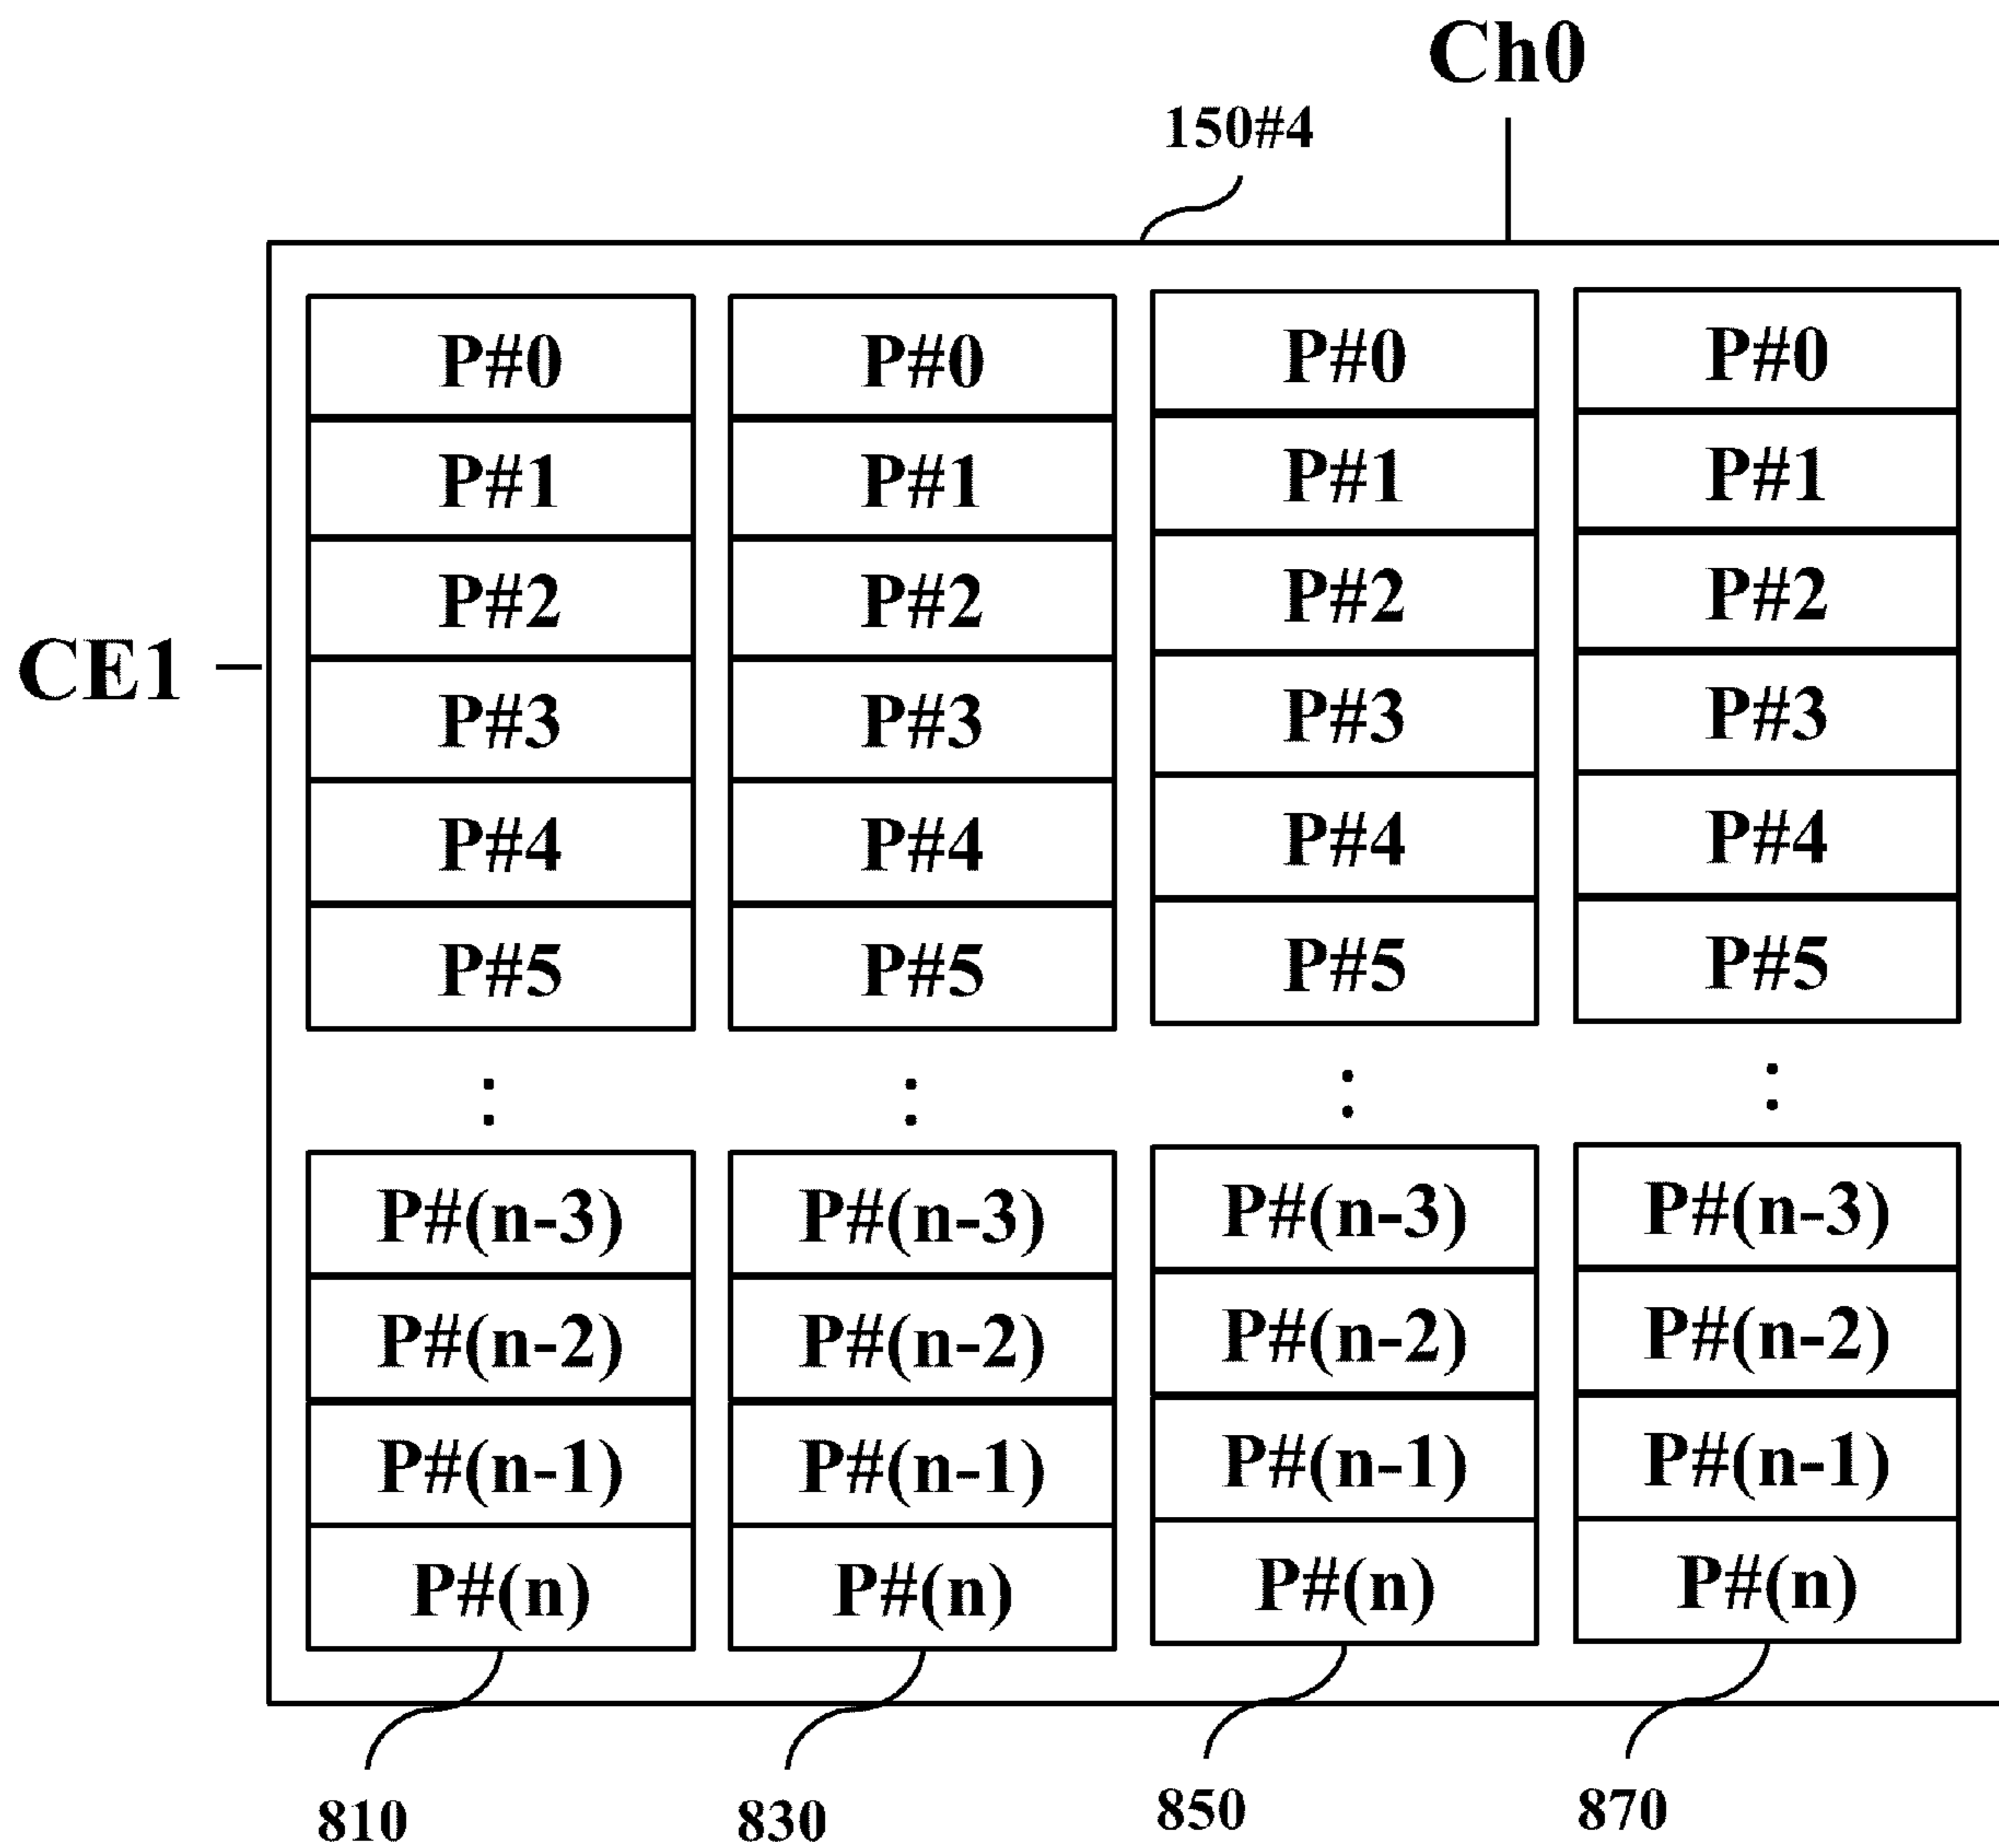 Ch0
150#4
P#0 P#0 P#0 P#0
P#1 P#1 P#1 P#1
P#2 P#2 P#2 P#2
CE1
P#3 P#3 P#3 P#3
P#4 P#4 P#4 P#4
P#5 P#5 P#5 P#5
: : : :
P#(n-3) P#(n-3) P#(n-3) P#(n-3)
P#(n-2) P#(n-2) P#(n-2) P#(n-2)
P#(n-1) P#(n-1) P#(n-1) P#(n-1)
P#(n) P#(n) P#(n) P#(n)
810 830 850 870